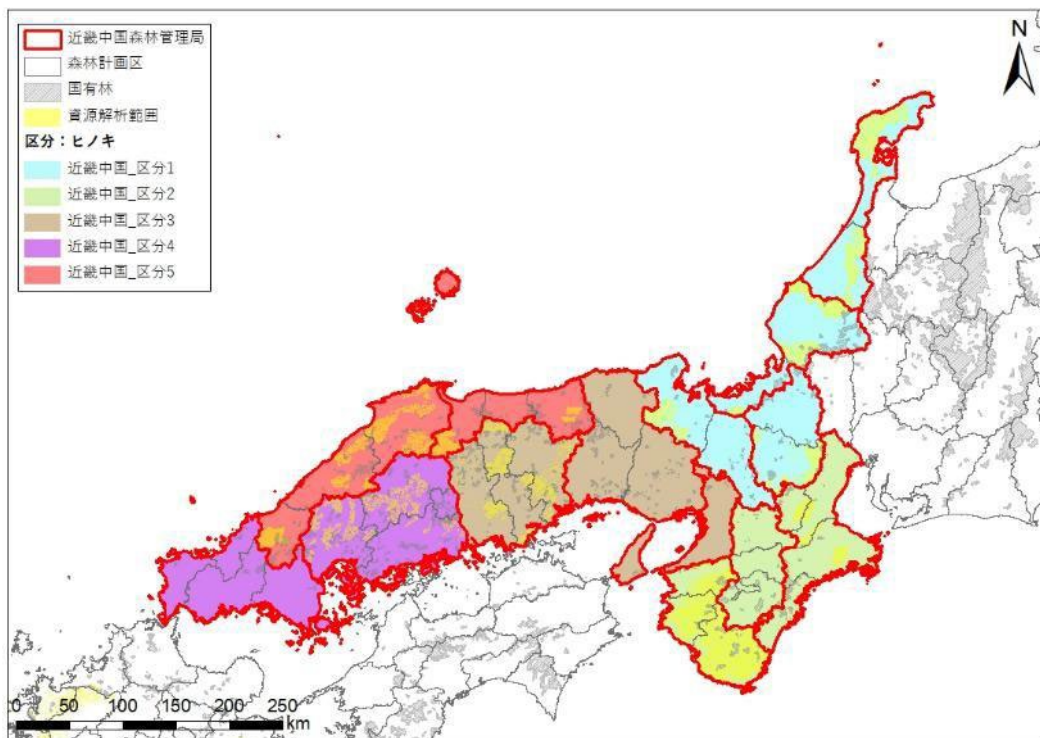 近畿中国森林管理局
森林計画区
国有林
資源解析範囲
区分：ヒノキ
近畿中国_区分1
近畿中国_区分2
近畿中国_区分3
近畿中国_区分4
近畿中国_区分5
N
0 50 100 150 200 250
km